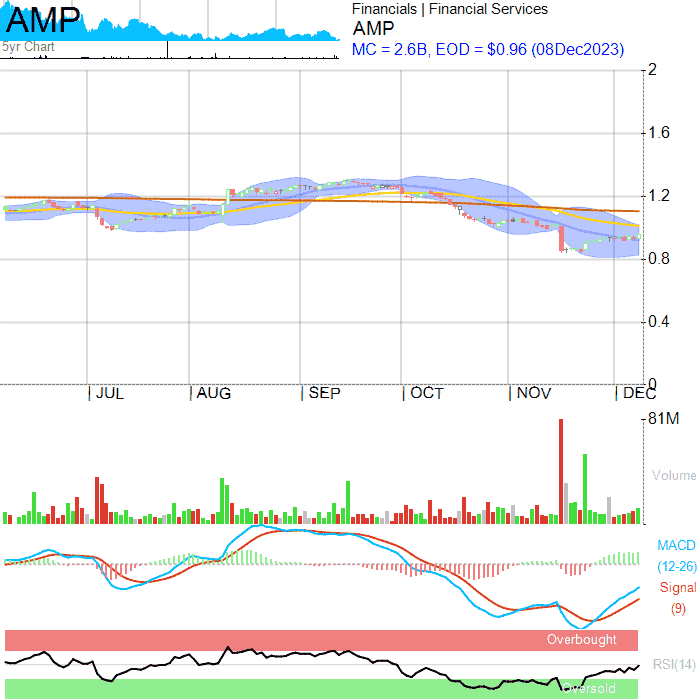 AMP
5yr Chart
Financials | Financial Services
AMP
MC = 2.6B, EOD = $0.96 (08Dec2023)
2
1.6
1.2
0.8
0.4
0
JUL AUG SEP OCT NOV DEC
81M
Volume
MACD
(12-26)
Signal
(9)
Overbought
RSI(14)
Oversold